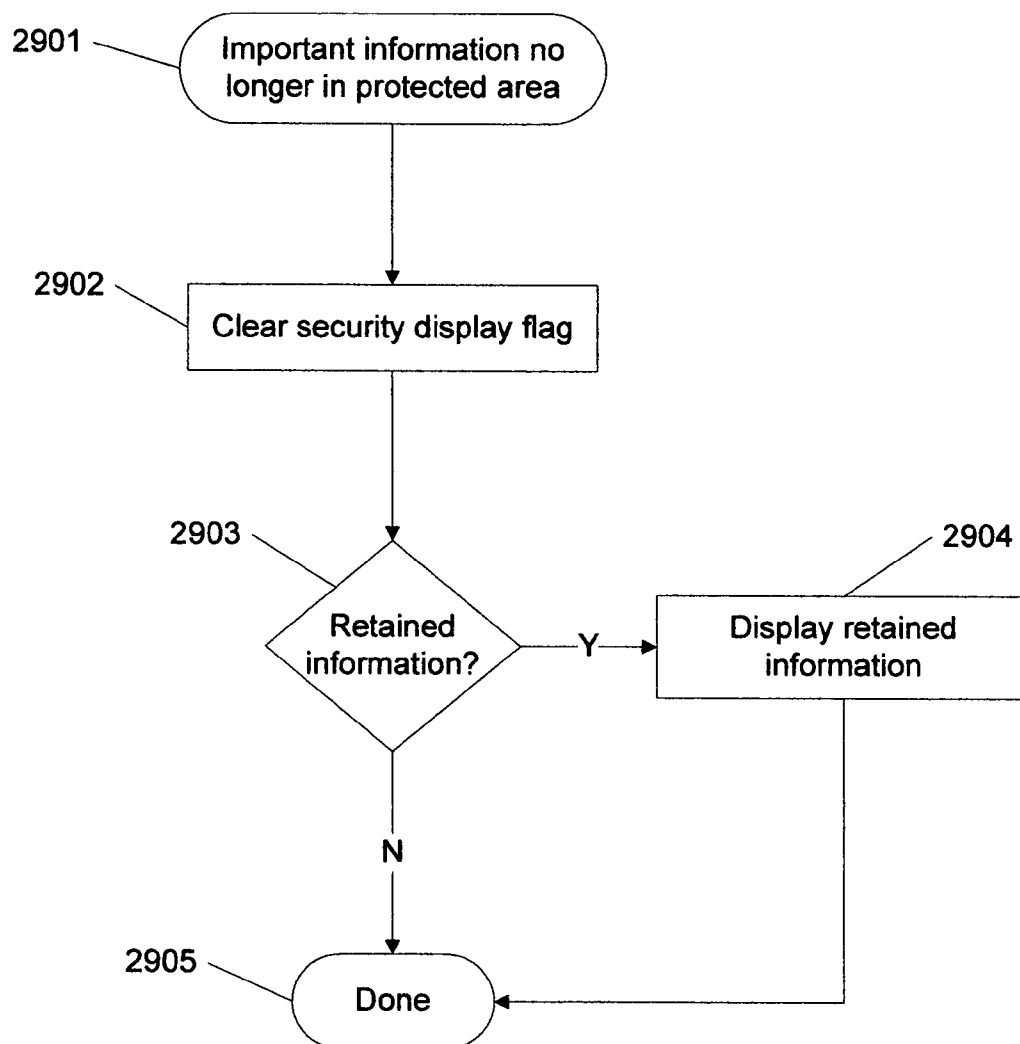 2901
Important information no
longer in protected area
2902
Clear security display flag
2903
2904
Retained
information?
Y
Display retained
information
N
2905
Done